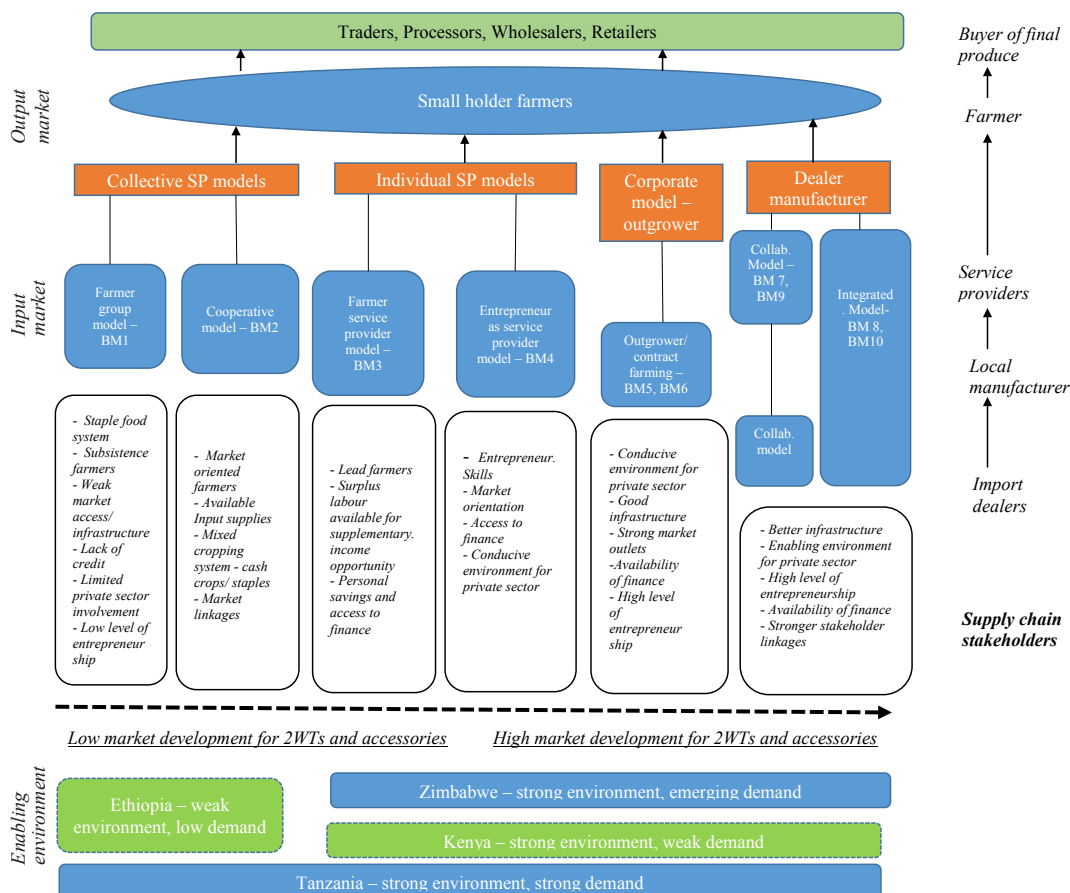 Traders, Processors, Wholesalers, Retailers
Buyer of final
produce
Output
market
Small holder farmers
Farmer
Collective SP models
Individual SP models
Corporate
model –
outgrower
Dealer
manufacturer
Input
market
Farmer
group
model –
BM1
Cooperative
model – BM2
Farmer
service
provider
model –
BM3
Entrepreneur
as service
provider
model – BM4
Outgrower/
contract
farming –
BM5, BM6
Collab.
Model –
BM 7,
BM9
Integrated
. Model-
BM 8,
BM10
Collab.
model
Service
providers
Local
manufacturer
Import
dealers
- Staple food
system
- Subsistence
farmers
- Weak
market
access/
infrastructure
- Lack of
credit
- Limited
private sector
involvement
- Low level of
entrepreneur
ship
- Market
oriented
farmers
- Available
Input supplies
- Mixed
cropping
system - cash
crops/ staples
- Market
linkages
- Lead farmers
- Surplus
labour
available for
supplementary.
income
opportunity
- Personal
savings and
access to
finance
- Entrepreneur.
Skills
- Market
orientation
- Access to
finance
- Conducive
environment for
private sector
- Conducive
environment for
private sector
- Good
infrastructure
- Strong market
outlets
-Availability
of finance
- High level
of
entrepreneur
ship
- Better infrastructure
- Enabling environment
for private sector
- High level of
entrepreneurship
- Availability of finance
- Stronger stakeholder
linkages
Supply chain
stakeholders
Low market development for 2WTs and accessories
High market development for 2WTs and accessories
Enabling
environment
Ethiopia – weak
environment, low demand
Zimbabwe – strong environment, emerging demand
Kenya – strong environment, weak demand
Tanzania – strong environment, strong demand